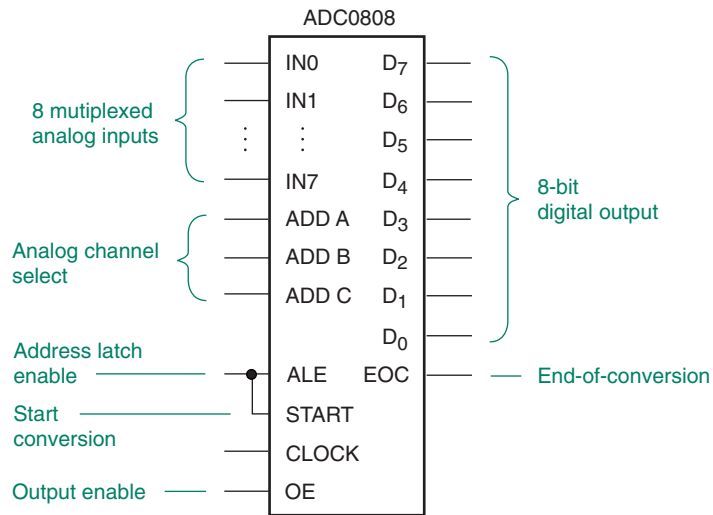 ADC0808
8 mutiplexed
analog inputs
IN0
IN1
IN7
Analog channel
select
ADD A
ADD B
ADD C
Address latch
enable
ALE
Start
conversion
START
CLOCK
Output enable
OE
D7
D6
D5
D4
D3
D2
D1
D0
8-bit
digital output
EOC
End-of-conversion